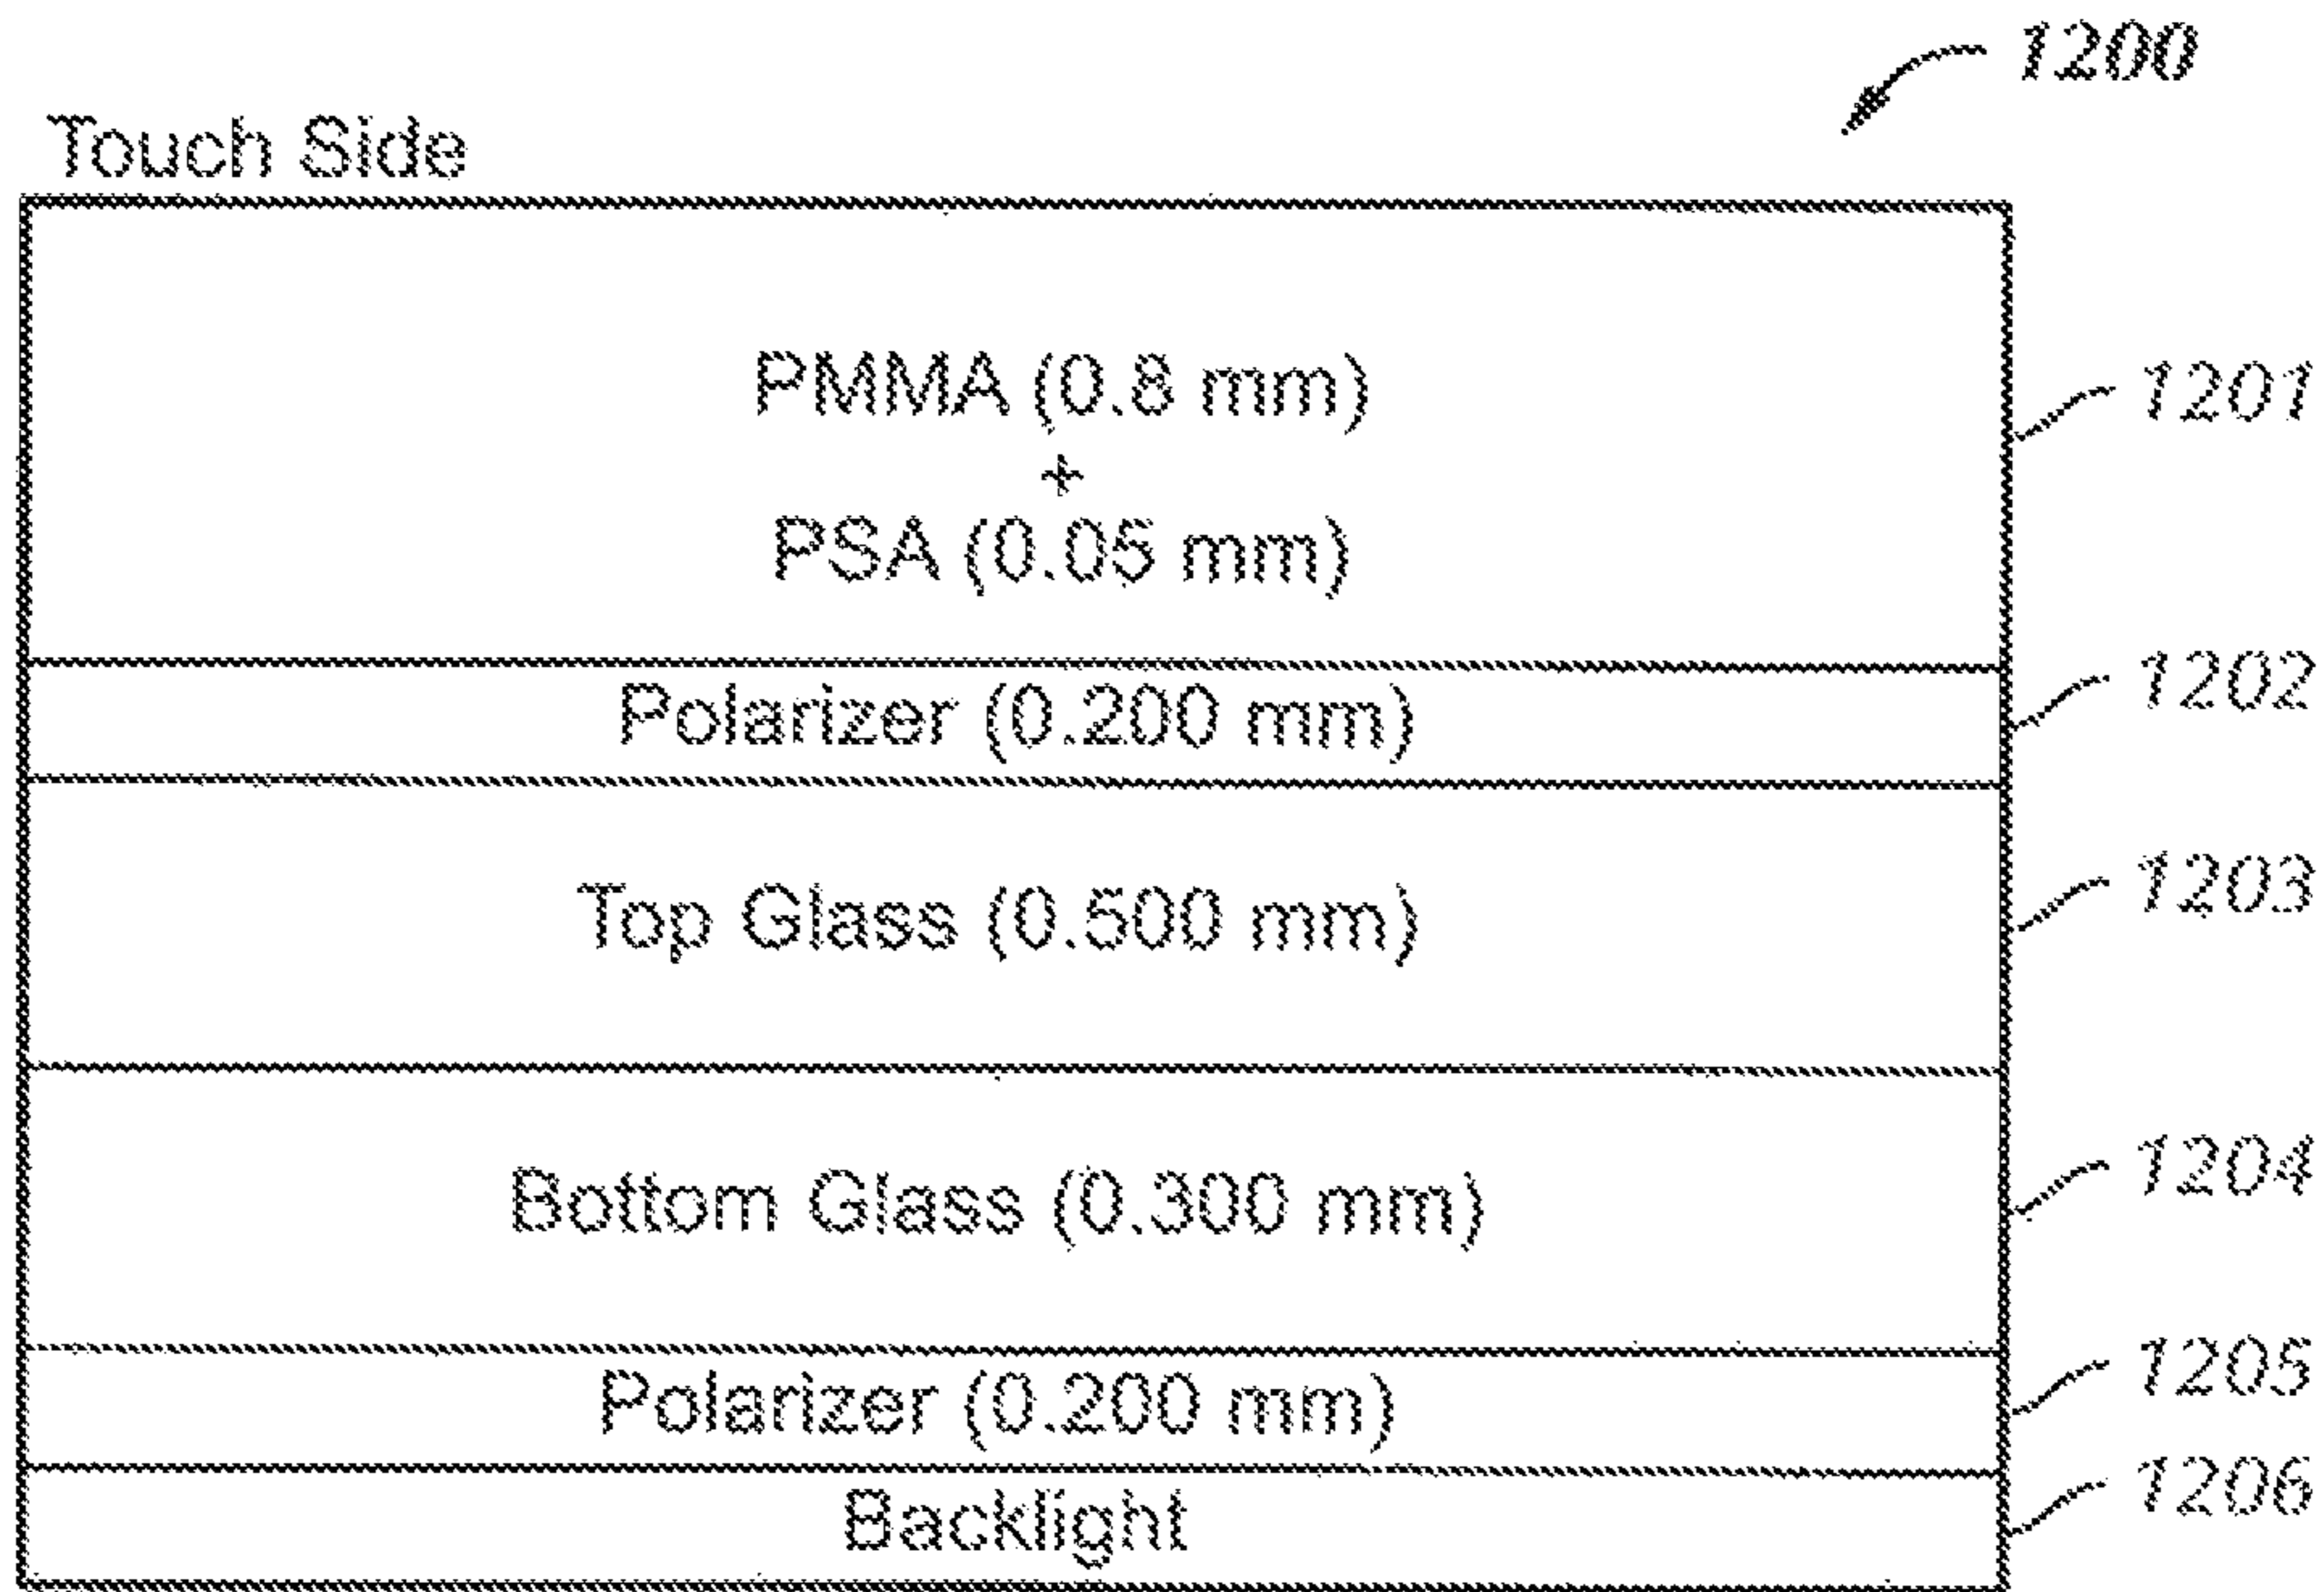 1200
Touch Side
PMMA (0.8 mm)
+
PSA (0.05 mm)
1201
Polarizer (0.200 mm)
1202
Top Glass (0.500 mm)
1203
Bottom Glass (0.300 mm)
1204
Polarizer (0.200 mm)
1205
Backlight
1206